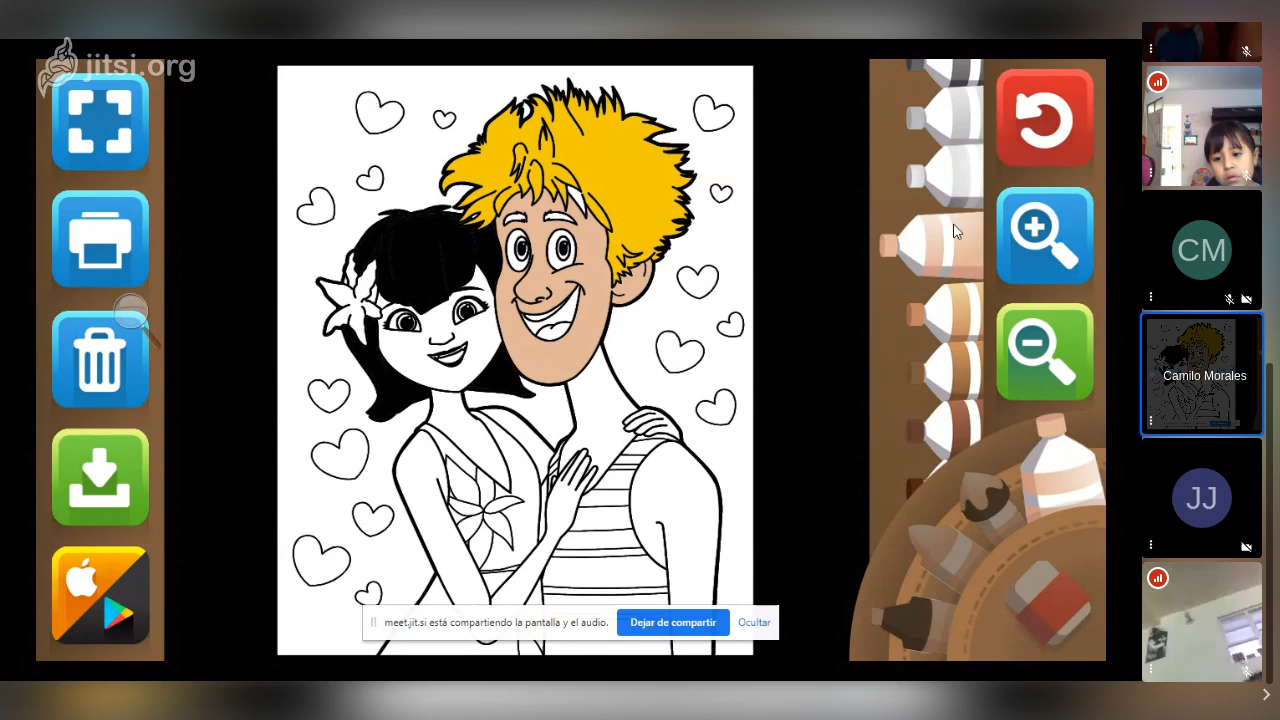 jitsi.org
CM
Camilo Morales
JJ
meet.jit.si está compartiendo la pantalla y el audio. Dejar de compartir Ocultar